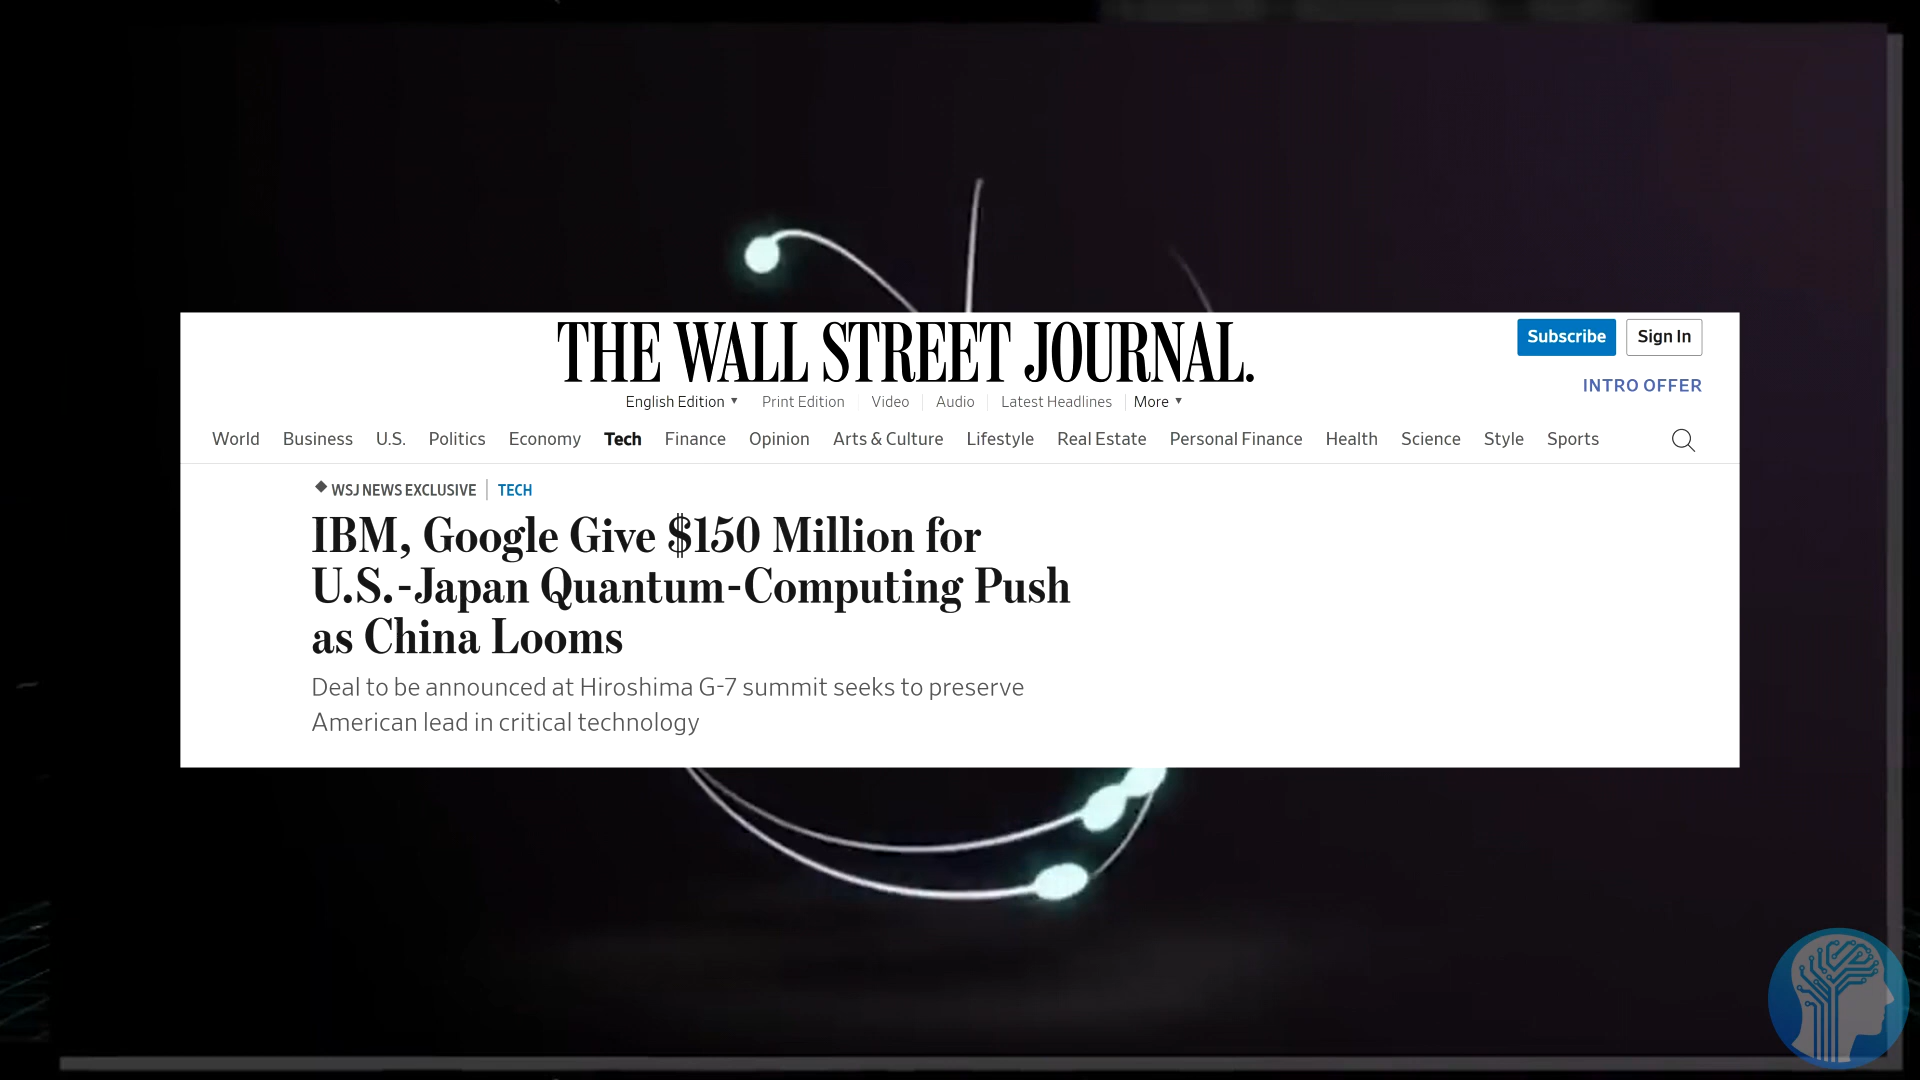 THE WALL STREET JOURNAL.
Subscribe
Sign In
INTRO OFFER
English Edition ▼ Print Edition Video Audio Latest Headlines More ▼
World Business U.S. Politics Economy Tech Finance Opinion Arts & Culture Lifestyle Real Estate Personal Finance Health Science Style Sports
◆ WSJ NEWS EXCLUSIVE | TECH
IBM, Google Give $150 Million for
U.S.-Japan Quantum-Computing Push
as China Looms
Deal to be announced at Hiroshima G-7 summit seeks to preserve
American lead in critical technology